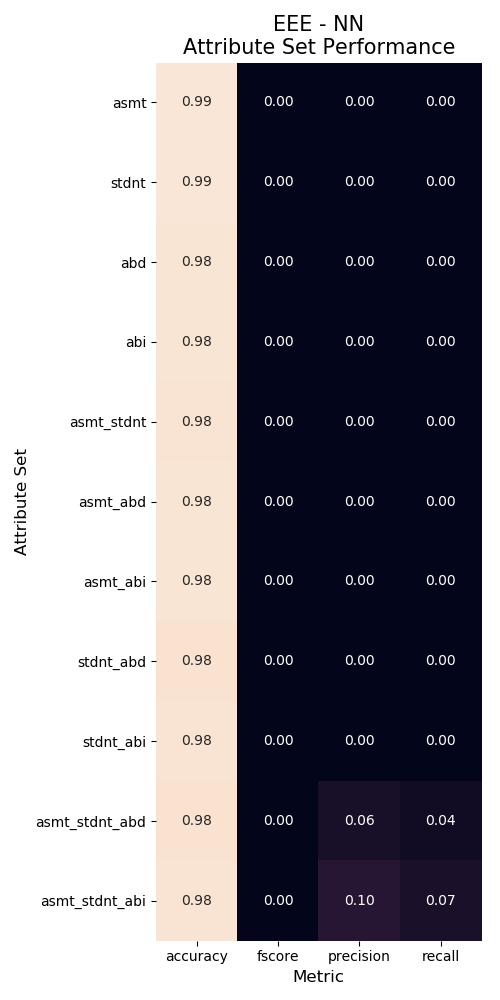 EEE - NN
Attribute Set Performance
asmt 0.99 0.00 0.00 0.00
stdnt 0.99 0.00 0.00 0.00
abd 0.98 0.00 0.00 0.00
abi 0.98 0.00 0.00 0.00
asmt_stdnt 0.98 0.00 0.00 0.00
asmt_abd 0.98 0.00 0.00 0.00
asmt_abi 0.98 0.00 0.00 0.00
stdnt_abd 0.98 0.00 0.00 0.00
stdnt_abi 0.98 0.00 0.00 0.00
asmt_stdnt_abd 0.98 0.00 0.06 0.04
asmt_stdnt_abi 0.98 0.00 0.10 0.07
accuracy fscore precision recall
Metric
Attribute Set